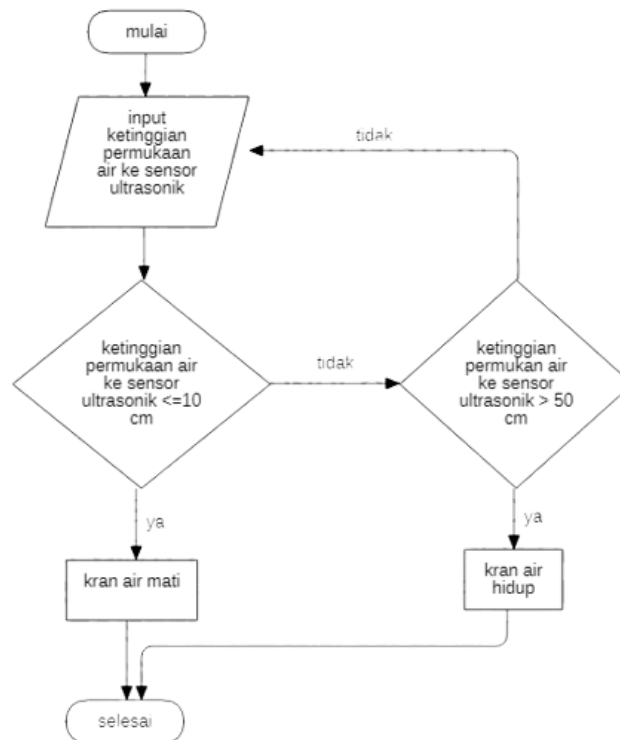 mulai
input
ketinggian
permukaan
air ke sensor
ultrasonik
tidak
ketinggian
permukaan air
ke sensor
ultrasonik <=10
cm
tidak
ketinggian
permukan air
ke sensor
ultrasonik > 50
cm
ya
ya
kran air mati
kran air
hidup
selesai